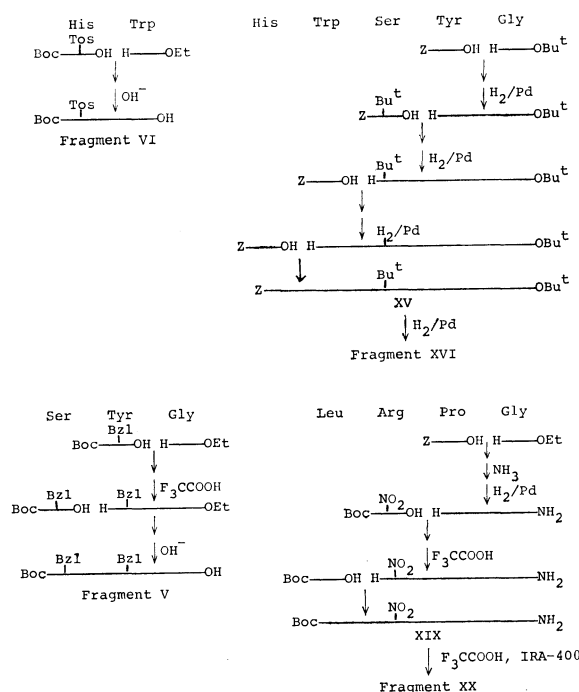 His Trp
Tos
Boc OH H OEt
OH⁻
Tos
Boc OH
Fragment VI
His Trp Ser Tyr Gly
Z OH H OBuᵗ
H₂/Pd
Buᵗ
Z OH H OBuᵗ
H₂/Pd
Buᵗ
Z OH H OBuᵗ
H₂/Pd
Z OH H OBuᵗ
Buᵗ
Z OBuᵗ
XV
H₂/Pd
Fragment XVI
Ser Tyr Gly
Bzl
Boc OH H OEt
F₃CCOOH
Bzl Bzl
Boc OH H OEt
OH⁻
Bzl Bzl
Boc OH
Fragment V
Leu Arg Pro Gly
Z OH H OEt
NH₃
H₂/Pd
NO₂
Boc OH H NH₂
F₃CCOOH
NO₂
Boc OH H NH₂
NO₂
Boc NH₂
XIX
F₃CCOOH, IRA-400
Fragment XX